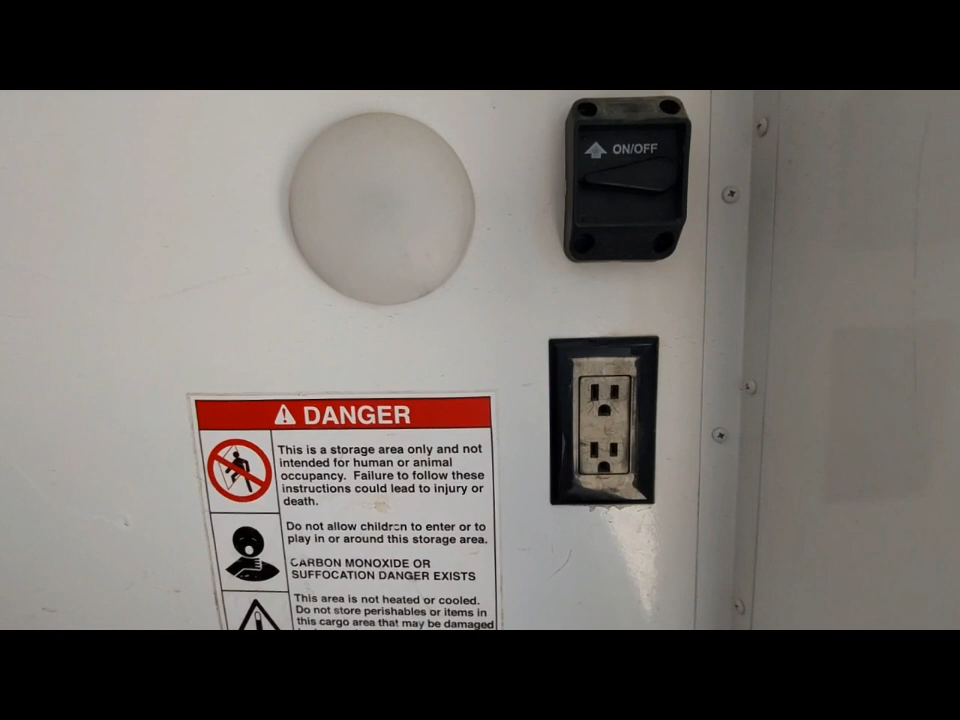 ON/OFF
DANGER
This is a storage area only and not
intended for human or animal
occupancy. Failure to follow these
instructions could lead to injury or
death.
Do not allow children to enter or to
play in or around this storage area.
CARBON MONOXIDE OR
SUFFOCATION DANGER EXISTS
This area is not heated or cooled.
Do not store perishables or items in
this cargo area that may be damaged